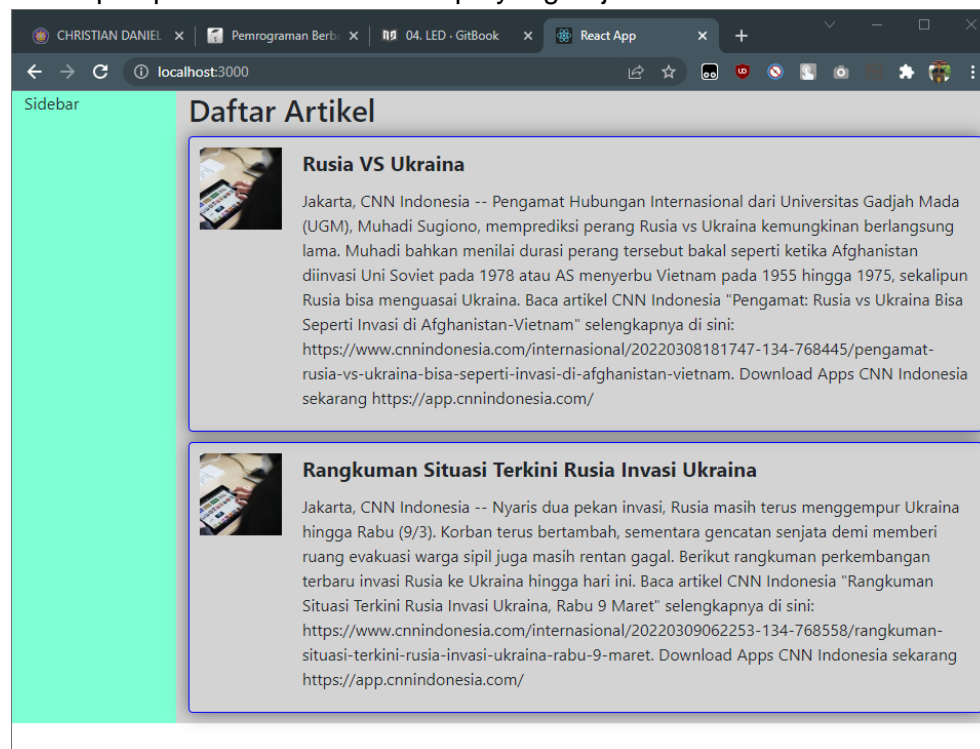 CHRISTIAN DANIEL
Pemrograman Berb
04. LED · GitBook
React App
localhost:3000
Sidebar
Daftar Artikel
Rusia VS Ukraina
Jakarta, CNN Indonesia -- Pengamat Hubungan Internasional dari Universitas Gadjah Mada
(UGM), Muhadi Sugiono, memprediksi perang Rusia vs Ukraina kemungkinan berlangsung
lama. Muhadi bahkan menilai durasi perang tersebut bakal seperti ketika Afghanistan
diinvasi Uni Soviet pada 1978 atau AS menyerbu Vietnam pada 1955 hingga 1975, sekalipun
Rusia bisa menguasai Ukraina. Baca artikel CNN Indonesia "Pengamat: Rusia vs Ukraina Bisa
Seperti Invasi di Afghanistan-Vietnam" selengkapnya di sini:
https://www.cnnindonesia.com/internasional/20220308181747-134-768445/pengamat-
rusia-vs-ukraina-bisa-seperti-invasi-di-afghanistan-vietnam. Download Apps CNN Indonesia
sekarang https://app.cnnindonesia.com/
Rangkuman Situasi Terkini Rusia Invasi Ukraina
Jakarta, CNN Indonesia -- Nyaris dua pekan invasi, Rusia masih terus menggempur Ukraina
hingga Rabu (9/3). Korban terus bertambah, sementara gencatan senjata demi memberi
ruang evakuasi warga sipil juga masih rentan gagal. Berikut rangkuman perkembangan
terbaru invasi Rusia ke Ukraina hingga hari ini. Baca artikel CNN Indonesia "Rangkuman
Situasi Terkini Rusia Invasi Ukraina, Rabu 9 Maret" selengkapnya di sini:
https://www.cnnindonesia.com/internasional/20220309062253-134-768558/rangkuman-
situasi-terkini-rusia-invasi-ukraina-rabu-9-maret. Download Apps CNN Indonesia sekarang
https://app.cnnindonesia.com/